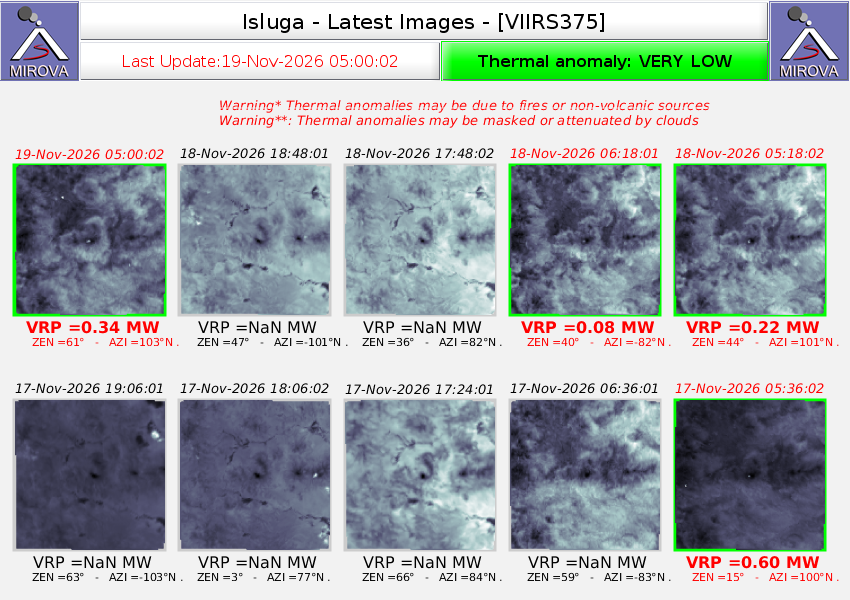 Isluga - Latest Images - [VIIRS375]
MIROVA
Last Update:19-Nov-2026 05:00:02
Thermal anomaly: VERY LOW
MIROVA
Warning* Thermal anomalies may be due to fires or non-volcanic sources
Warning**: Thermal anomalies may be masked or attenuated by clouds
19-Nov-2026 05:00:02
18-Nov-2026 18:48:01
18-Nov-2026 17:48:02
18-Nov-2026 06:18:01
18-Nov-2026 05:18:02
VRP =0.34 MW
VRP =NaN MW
VRP =NaN MW
VRP =0.08 MW
VRP =0.22 MW
ZEN =61° - AZI =103°N .
ZEN =47° - AZI =-101°N .
ZEN =36° - AZI =82°N .
ZEN =40° - AZI =-82°N .
ZEN =44° - AZI =101°N .
17-Nov-2026 19:06:01
17-Nov-2026 18:06:02
17-Nov-2026 17:24:01
17-Nov-2026 06:36:01
17-Nov-2026 05:36:02
VRP =NaN MW
VRP =NaN MW
VRP =NaN MW
VRP =NaN MW
VRP =0.60 MW
ZEN =63° - AZI =-103°N .
ZEN =3° - AZI =77°N .
ZEN =66° - AZI =84°N .
ZEN =59° - AZI =-83°N .
ZEN =15° - AZI =100°N .